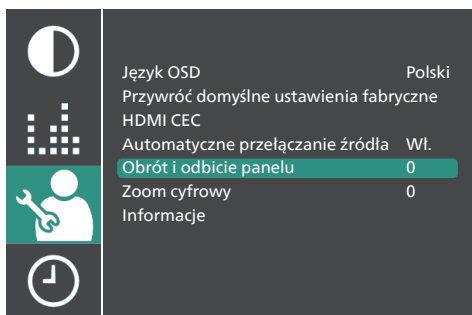 Język OSD Polski
Przywróć domyślne ustawienia fabryczne
HDMI CEC
Automatyczne przełączanie źródła Wł.
Obrót i odbicie panelu 0
Zoom cyfrowy 0
Informacje